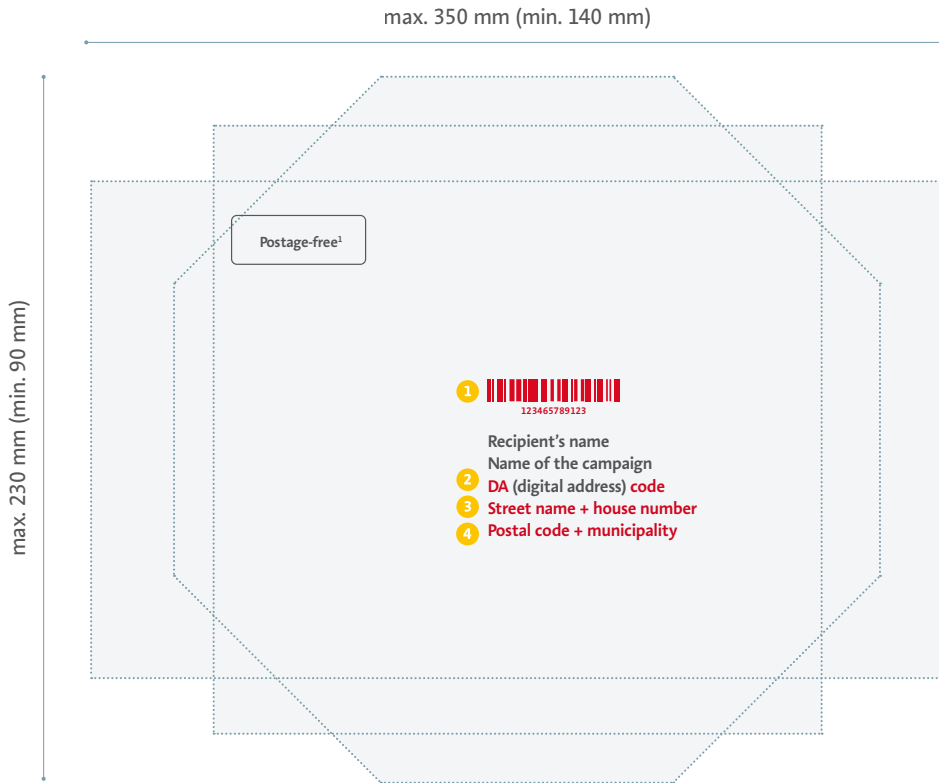 max. 350 mm (min. 140 mm)
max. 230 mm (min. 90 mm)
Postage-free¹
1
123465789123
Recipient’s name
Name of the campaign
2 DA (digital address) code
3 Street name + house number
4 Postal code + municipality